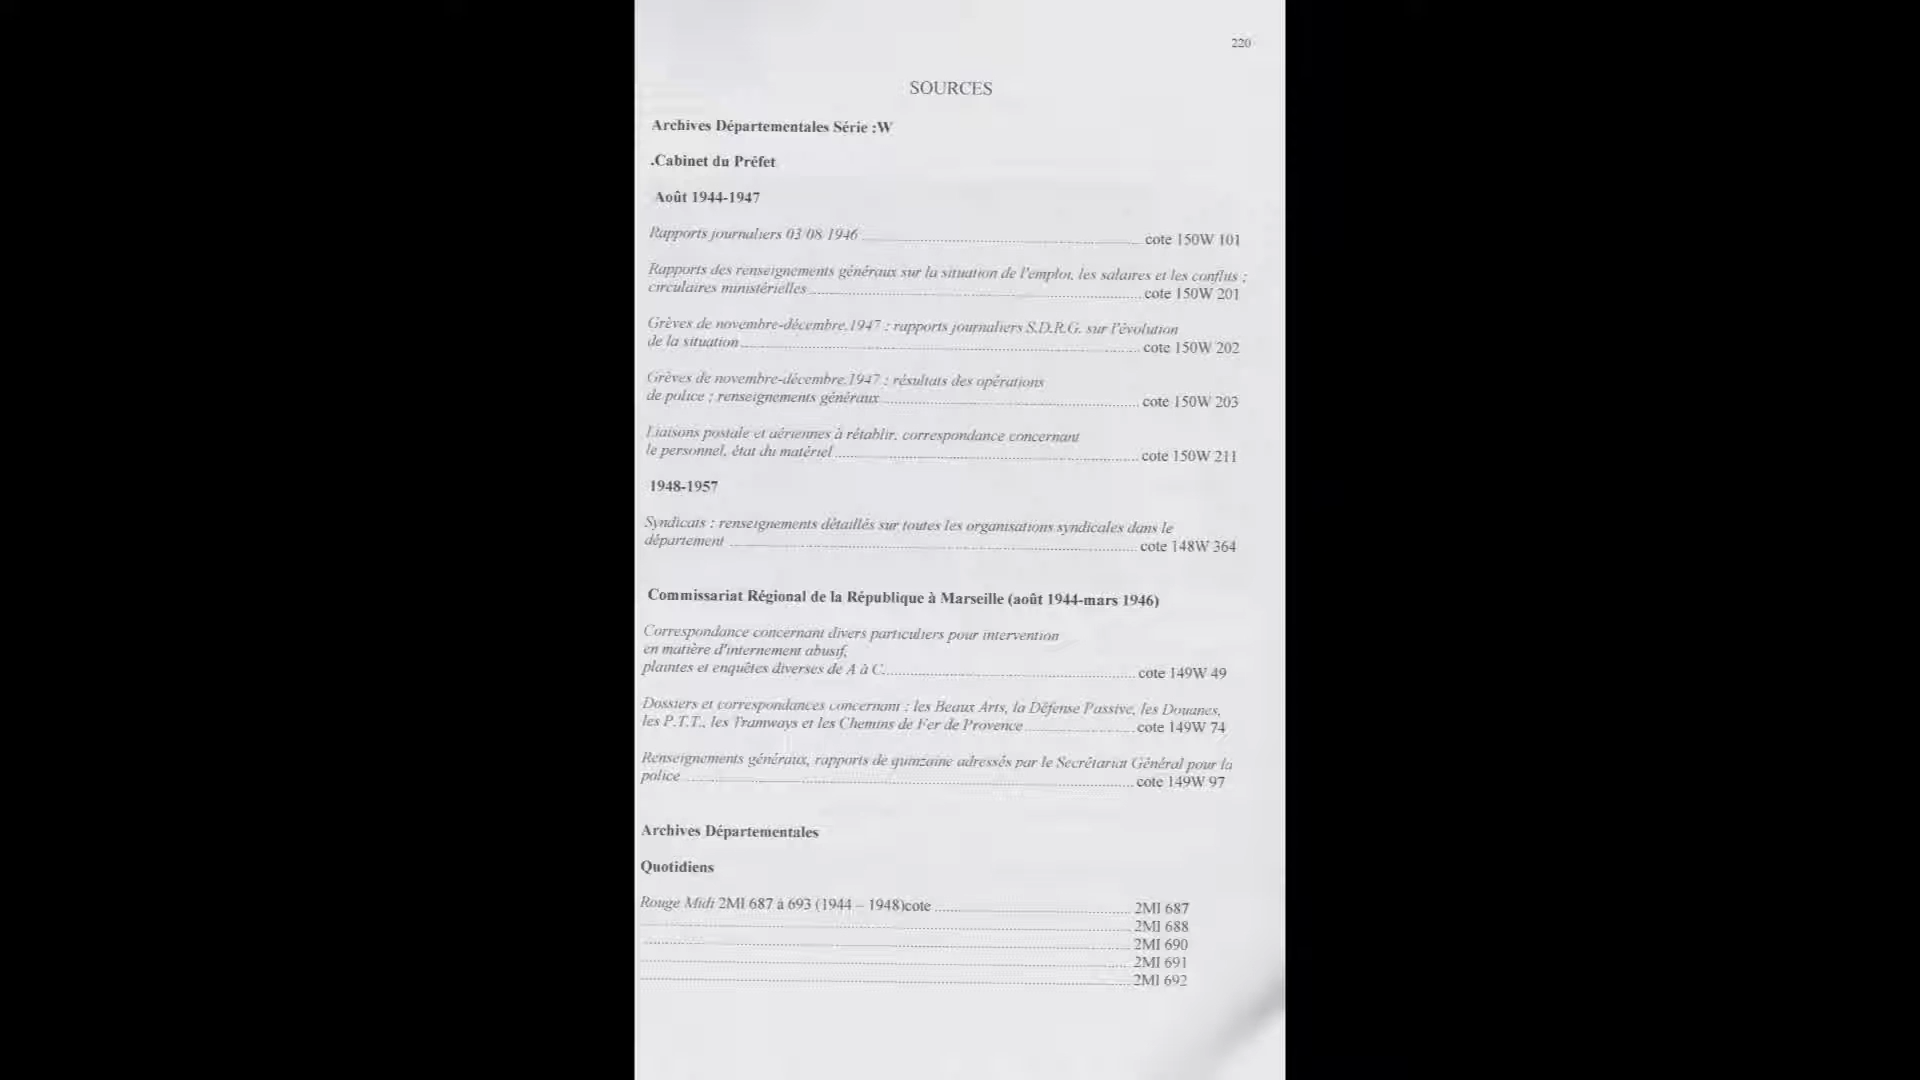 220
SOURCES
Archives Départementales Série :W
.Cabinet du Préfet
Août 1944-1947
Rapports journaliers 03 08 1946 ........ cote 150W 101
Rapports des renseignements généraux sur la situation de l'emploi, les salaires et les conflits ;
circulaires ministérielles ........ cote 150W 201
Grèves de novembre-décembre.1947 : rapports journaliers S.D.R.G. sur l'évolution
de la situation ........ cote 150W 202
Grèves de novembre-décembre.1947 : résultats des opérations
de police ; renseignements généraux ........ cote 150W 203
Liaisons postale et aériennes à rétablir, correspondance concernant
le personnel, état du matériel ........ cote 150W 211
1948-1957
Syndicats : renseignements détaillés sur toutes les organisations syndicales dans le
département ........ cote 148W 364
Commissariat Régional de la République à Marseille (août 1944-mars 1946)
Correspondance concernant divers particuliers pour intervention
en matière d'internement abusif,
plaintes et enquêtes diverses de A à C ........ cote 149W 49
Dossiers et correspondances concernant : les Beaux Arts, la Défense Passive, les Douanes,
les P.T.T., les Tramways et les Chemins de Fer de Provence ........ cote 149W 74
Renseignements généraux, rapports de quinzaine adressés par le Secrétariat Général pour la
police ........ cote 149W 97
Archives Départementales
Quotidiens
Rouge Midi 2MI 687 à 693 (1944 – 1948)cote ........ 2MI 687
........ 2MI 688
........ 2MI 690
........ 2MI 691
........ 2MI 692